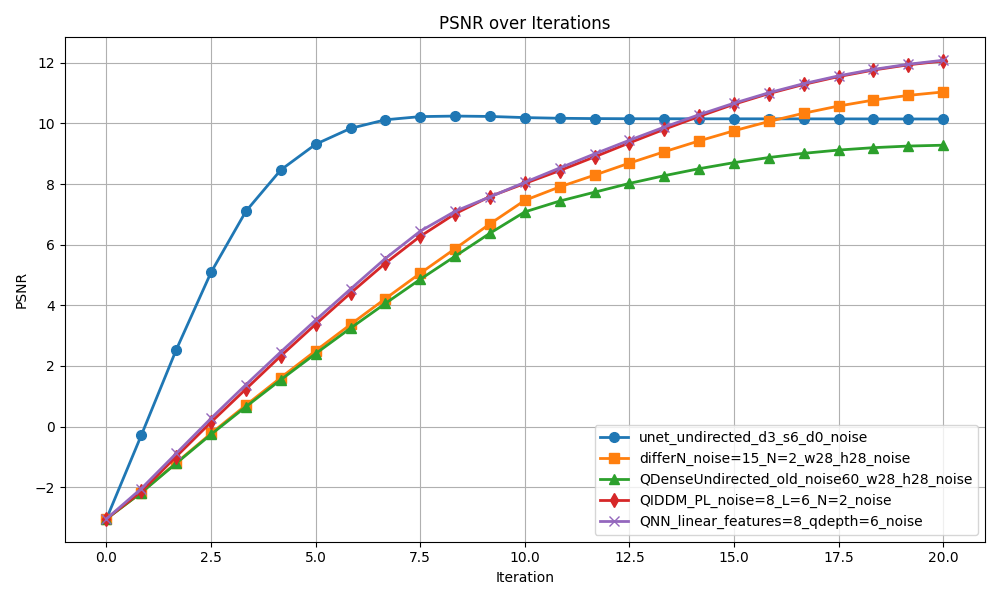 PSNR over Iterations
PSNR
12
10
8
6
4
2
0
−2
0.0 2.5 5.0 7.5 10.0 12.5 15.0 17.5 20.0
Iteration
unet_undirected_d3_s6_d0_noise
differN_noise=15_N=2_w28_h28_noise
QDenseUndirected_old_noise60_w28_h28_noise
QIDDM_PL_noise=8_L=6_N=2_noise
QNN_linear_features=8_qdepth=6_noise